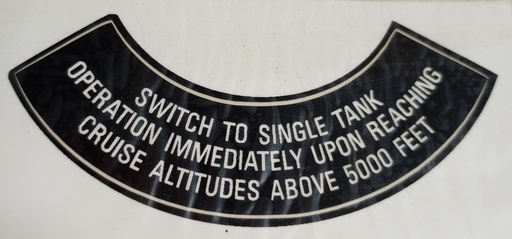 SWITCH TO SINGLE TANK
OPERATION IMMEDIATELY UPON REACHING
CRUISE ALTITUDES ABOVE 5000 FEET